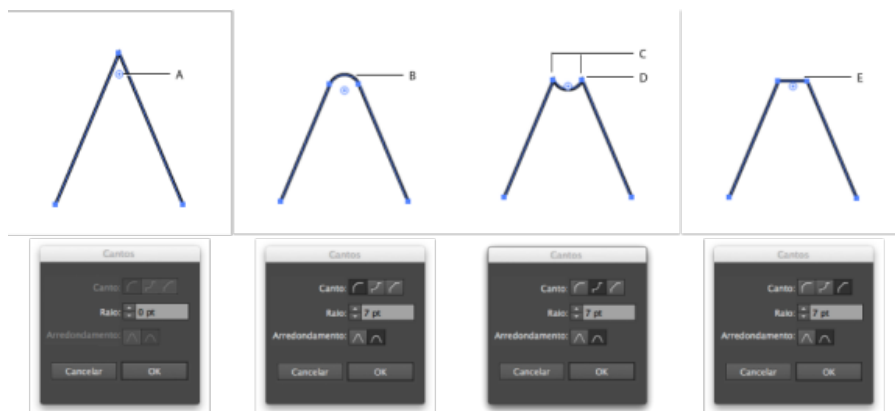 A
B
C
D
E
Cantos
Canto:
Raio: 0 pt
Arredondamento:
Cancelar OK
Cantos
Canto:
Raio: 7 pt
Arredondamento:
Cancelar OK
Cantos
Canto:
Raio: 7 pt
Arredondamento:
Cancelar OK
Cantos
Canto:
Raio: 7 pt
Arredondamento:
Cancelar OK